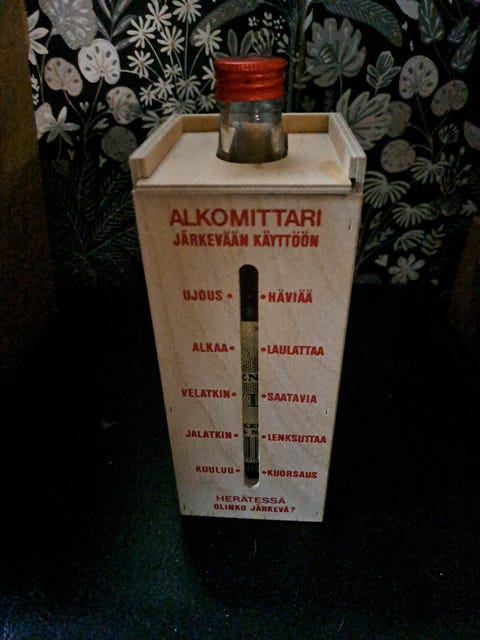 ALKOMITTARI
JÄRKEVÄÄN KÄYTTÖÖN
UJOUS • • HÄVIÄÄ
ALKAA • • LAULATTAA
VELATKIN • • SAATAVIA
JALATKIN • • LENKSUTTAA
KUULUU • • KUORSAUS
HERÄTESSÄ
OLINKO JÄRKEVÄ?